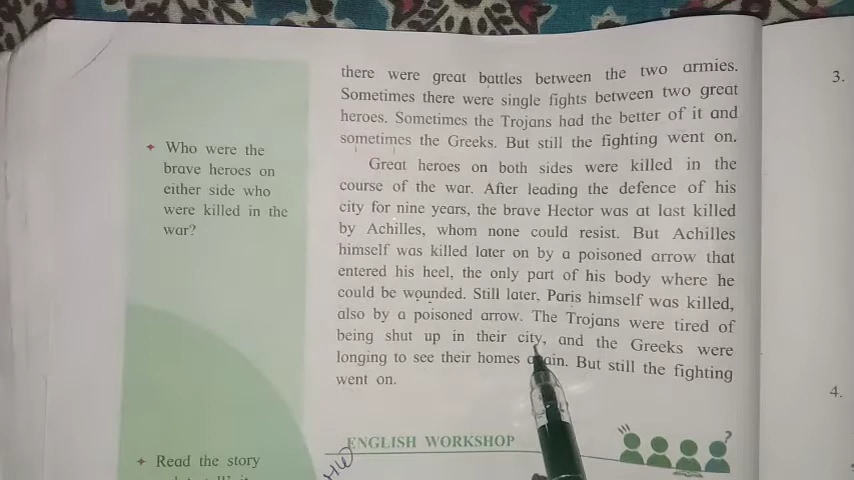 there were great battles between the two armies.
Sometimes there were single fights between two great
heroes. Sometimes the Trojans had the better of it and
sometimes the Greeks. But still the fighting went on.
Great heroes on both sides were killed in the
course of the war. After leading the defence of his
city for nine years, the brave Hector was at last killed
by Achilles, whom none could resist. But Achilles
himself was killed later on by a poisoned arrow that
entered his heel, the only part of his body where he
could be wounded. Still later, Paris himself was killed,
also by a poisoned arrow. The Trojans were tired of
being shut up in their city, and the Greeks were
longing to see their homes again. But still the fighting
went on.
Who were the
brave heroes on
either side who
were killed in the
war?
ENGLISH WORKSHOP
HW
Read the story
3.
4.